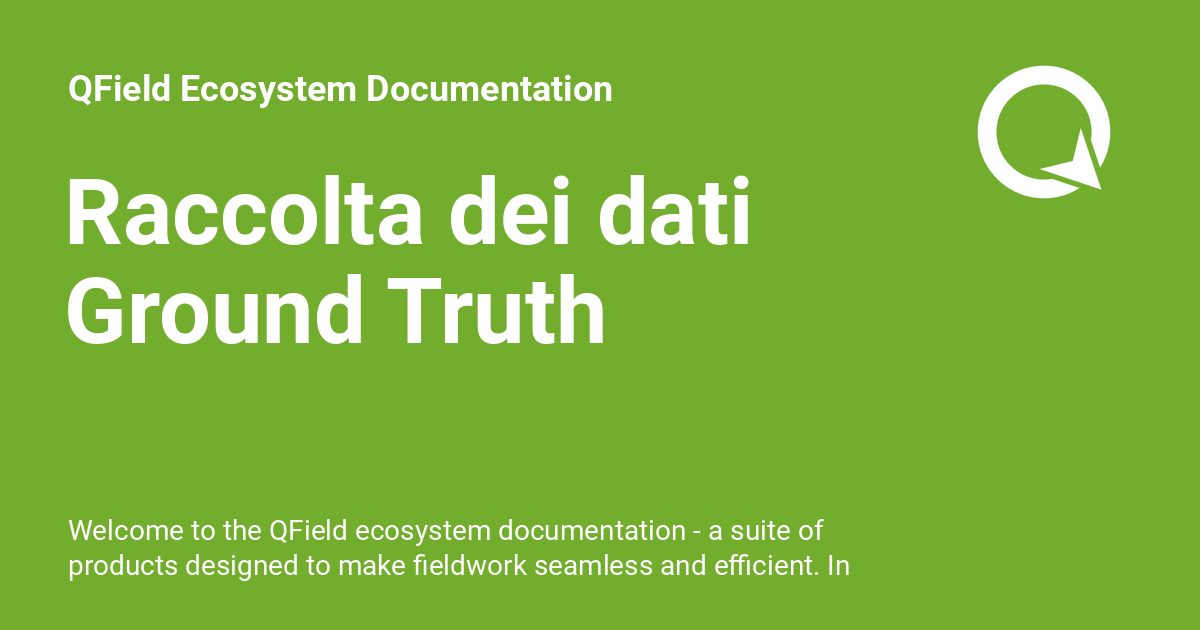 QField Ecosystem Documentation
Raccolta dei dati
Ground Truth
Welcome to the QField ecosystem documentation - a suite of
products designed to make fieldwork seamless and efficient. In